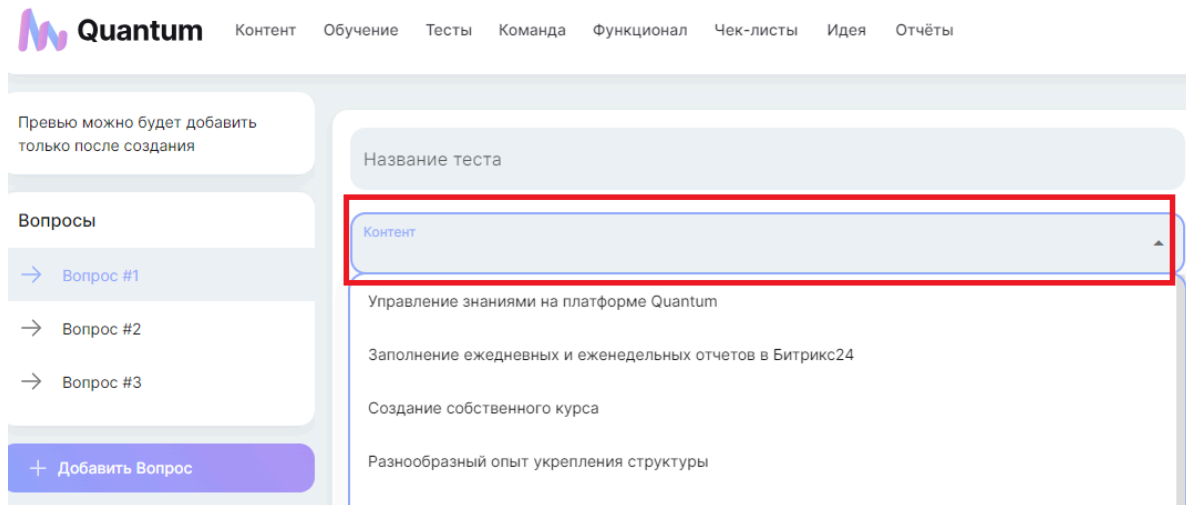 Quantum
Контент
Обучение
Тесты
Команда
Функционал
Чек-листы
Идея
Отчёты
Превью можно будет добавить
только после создания
Вопросы
Вопрос #1
Вопрос #2
Вопрос #3
+ Добавить Вопрос
Название теста
Контент
Управление знаниями на платформе Quantum
Заполнение ежедневных и еженедельных отчетов в Битрикс24
Создание собственного курса
Разнообразный опыт укрепления структуры